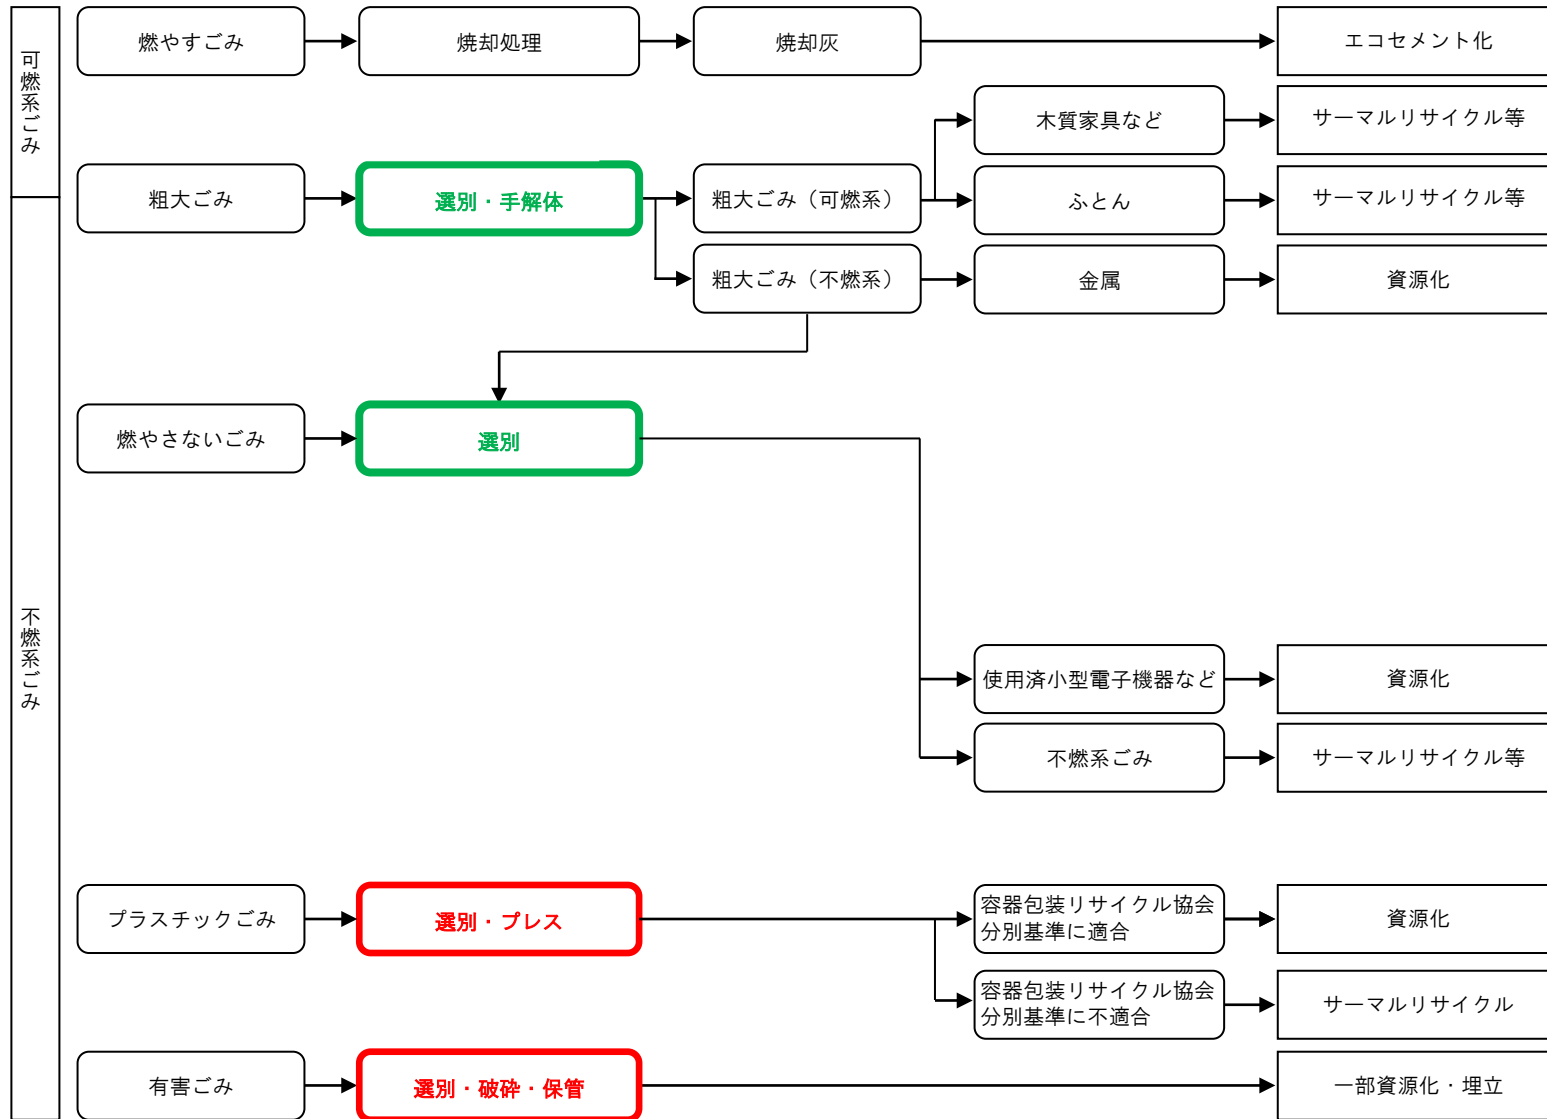 可燃系ごみ
燃やすごみ
焼却処理
焼却灰
エコセメント化
木質家具など
サーマルリサイクル等
粗大ごみ
選別・手解体
粗大ごみ（可燃系）
ふとん
サーマルリサイクル等
粗大ごみ（不燃系）
金属
資源化
不燃系ごみ
燃やさないごみ
選別
使用済小型電子機器など
資源化
不燃系ごみ
サーマルリサイクル等
プラスチックごみ
選別・プレス
容器包装リサイクル協会
分別基準に適合
資源化
容器包装リサイクル協会
分別基準に不適合
サーマルリサイクル
有害ごみ
選別・破砕・保管
一部資源化・埋立